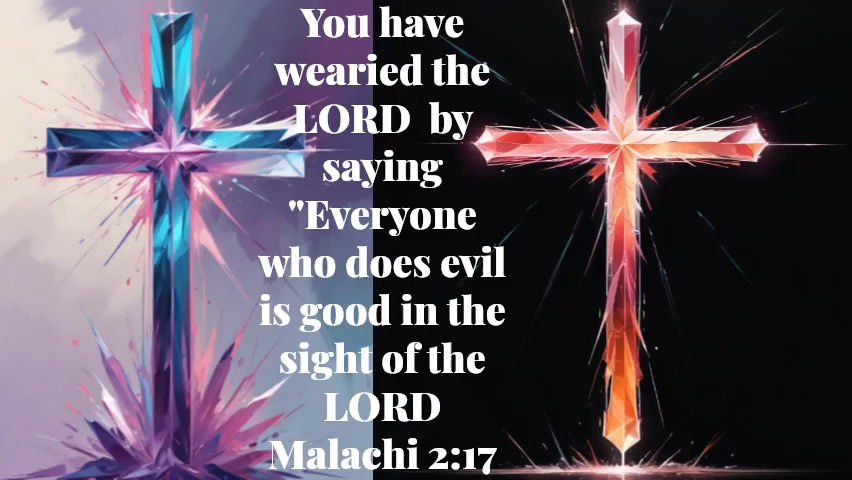 You have
wearied the
LORD  by
saying
"Everyone
who does evil
is good in the
sight of the
LORD
Malachi 2:17